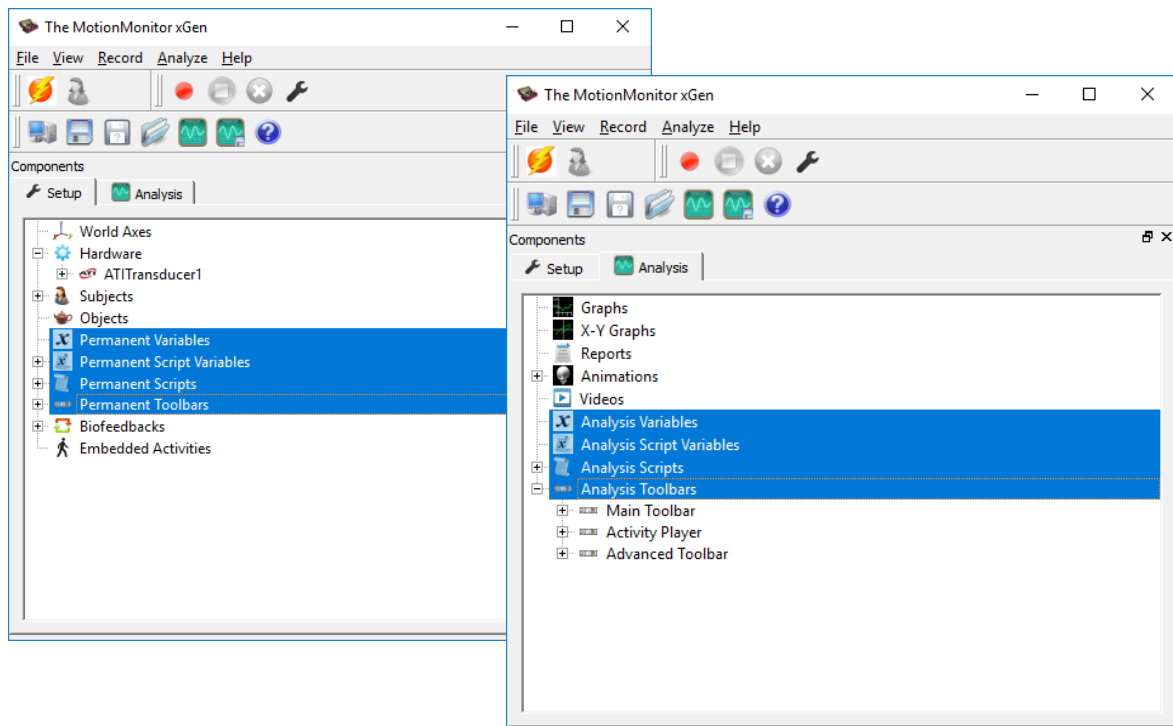 The MotionMonitor xGen
File View Record Analyze Help
Components
Setup Analysis
World Axes
Hardware
ATITransducer1
Subjects
Objects
Permanent Variables
Permanent Script Variables
Permanent Scripts
Permanent Toolbars
Biofeedbacks
Embedded Activities
The MotionMonitor xGen
File View Record Analyze Help
Components
Setup Analysis
Graphs
X-Y Graphs
Reports
Animations
Videos
Analysis Variables
Analysis Script Variables
Analysis Scripts
Analysis Toolbars
Main Toolbar
Activity Player
Advanced Toolbar